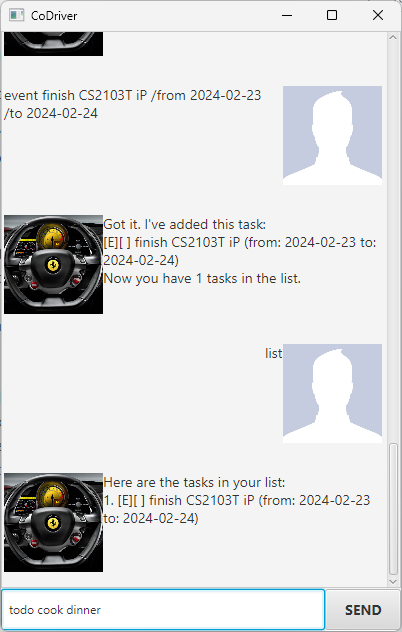 CoDriver
event finish CS2103T iP /from 2024-02-23
/to 2024-02-24
Got it. I've added this task:
[E][ ] finish CS2103T iP (from: 2024-02-23 to:
2024-02-24)
Now you have 1 tasks in the list.
list
Here are the tasks in your list:
1. [E][ ] finish CS2103T iP (from: 2024-02-23
to: 2024-02-24)
todo cook dinner
SEND